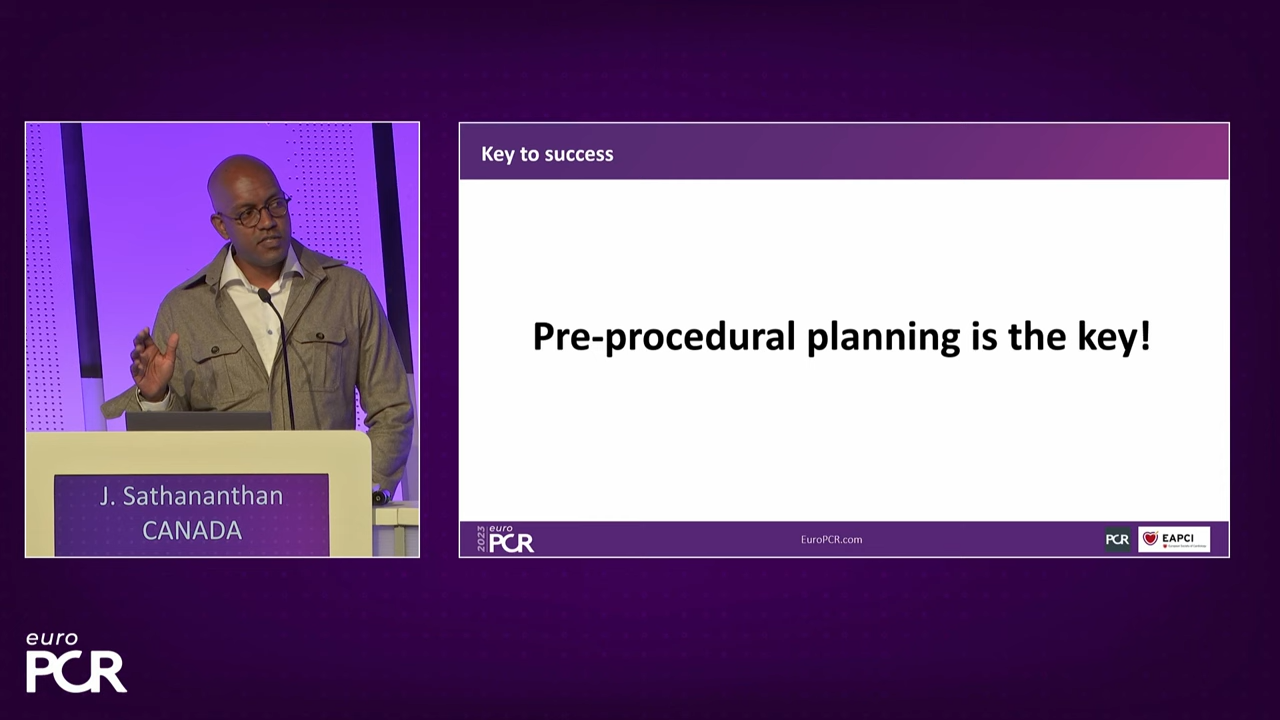 Key to success
Pre-procedural planning is the key!
J. Sathananthan
CANADA
2023
euro
PCR
EuroPCR.com
PCR
EAPCI
euro
PCR